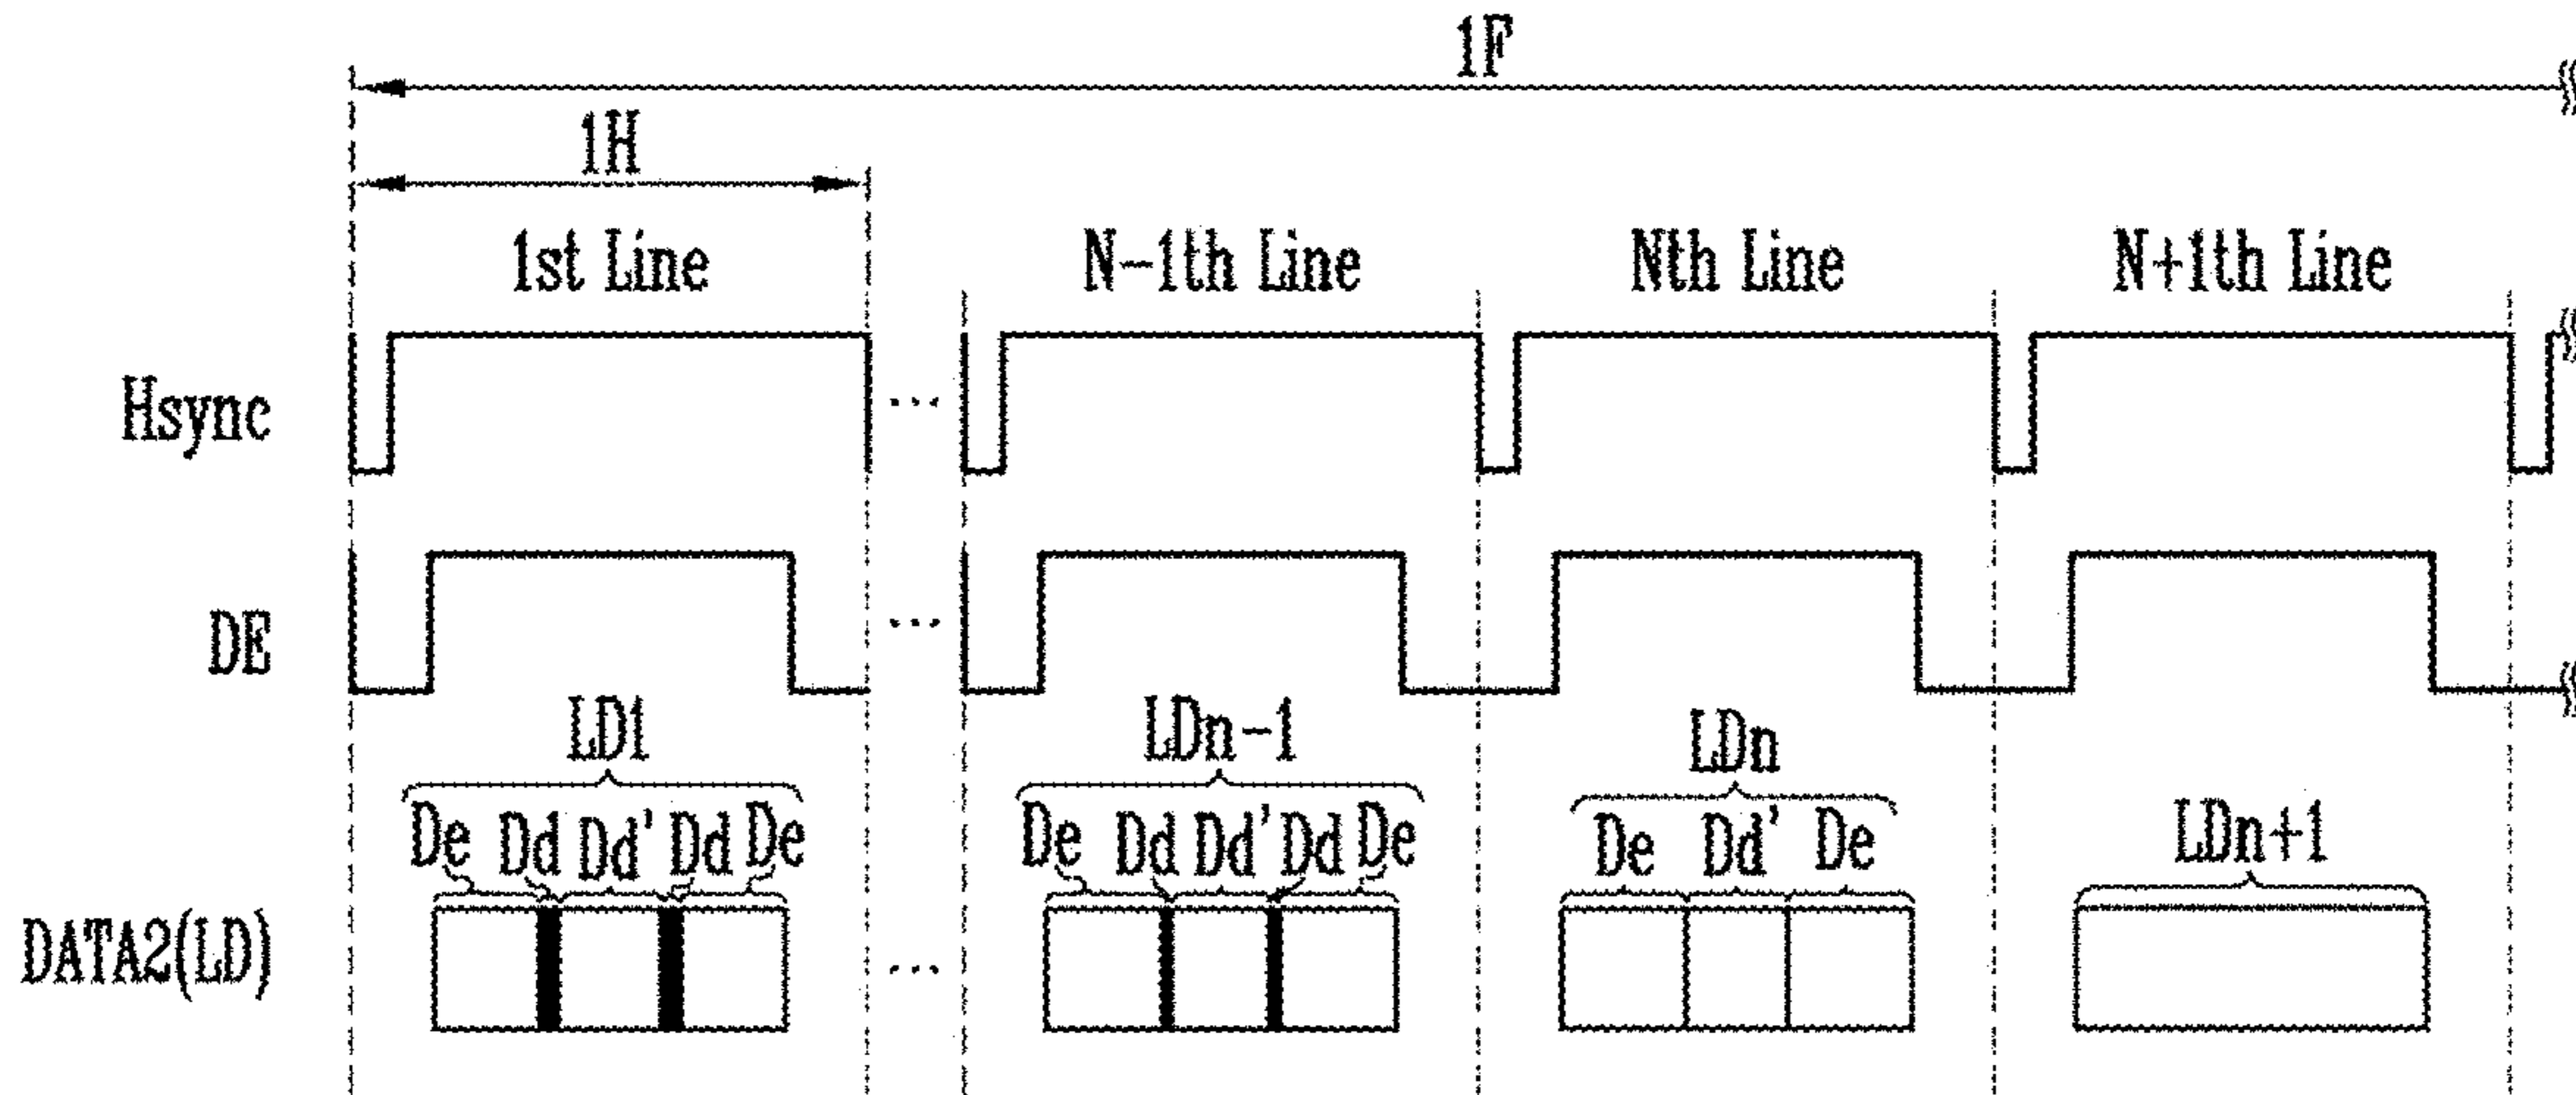 1F
1H
1st Line N-1th Line Nth Line N+1th Line
Hsync ... 
DE ...
LD1 LDn-1 LDn
De Dd Dd' Dd De De Dd Dd' Dd De De Dd' De LDn+1
DATA2(LD) ...